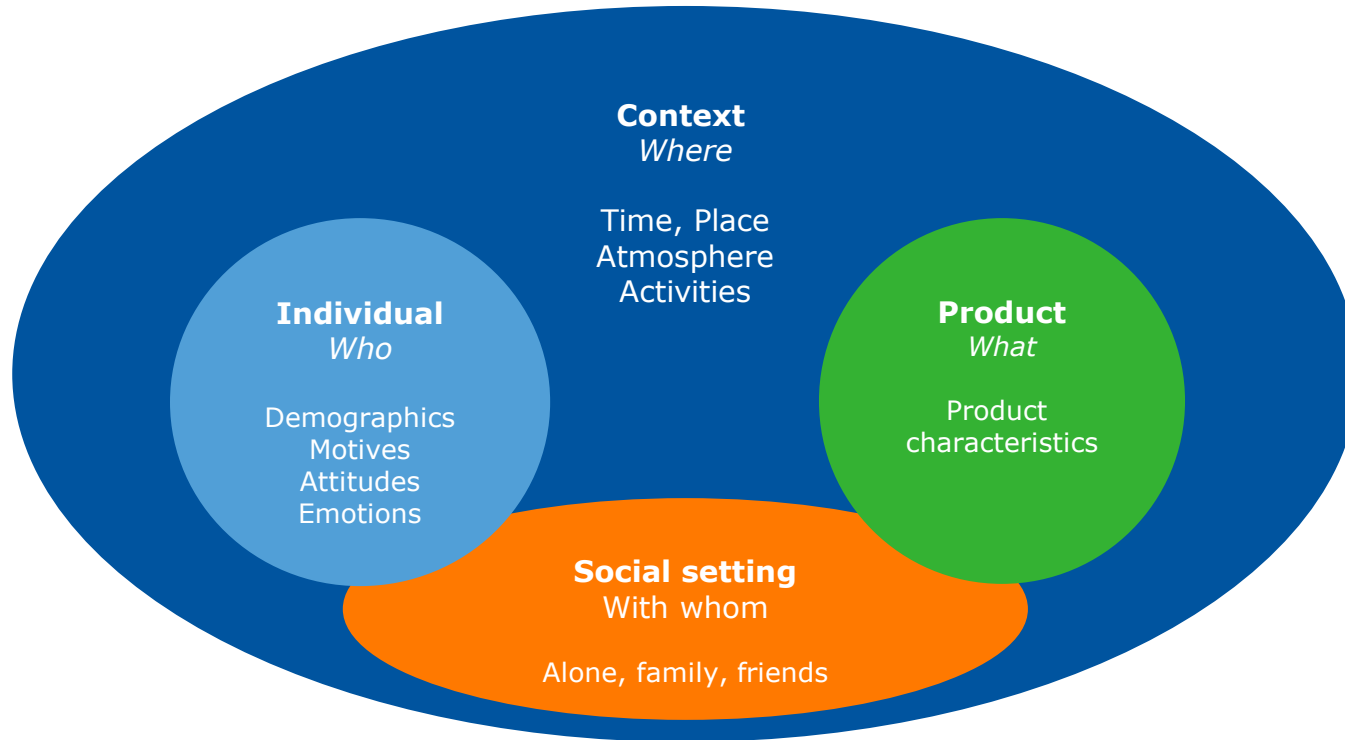 Context
Where
Time, Place
Atmosphere
Activities
Individual
Who
Demographics
Motives
Attitudes
Emotions
Product
What
Product
characteristics
Social setting
With whom
Alone, family, friends